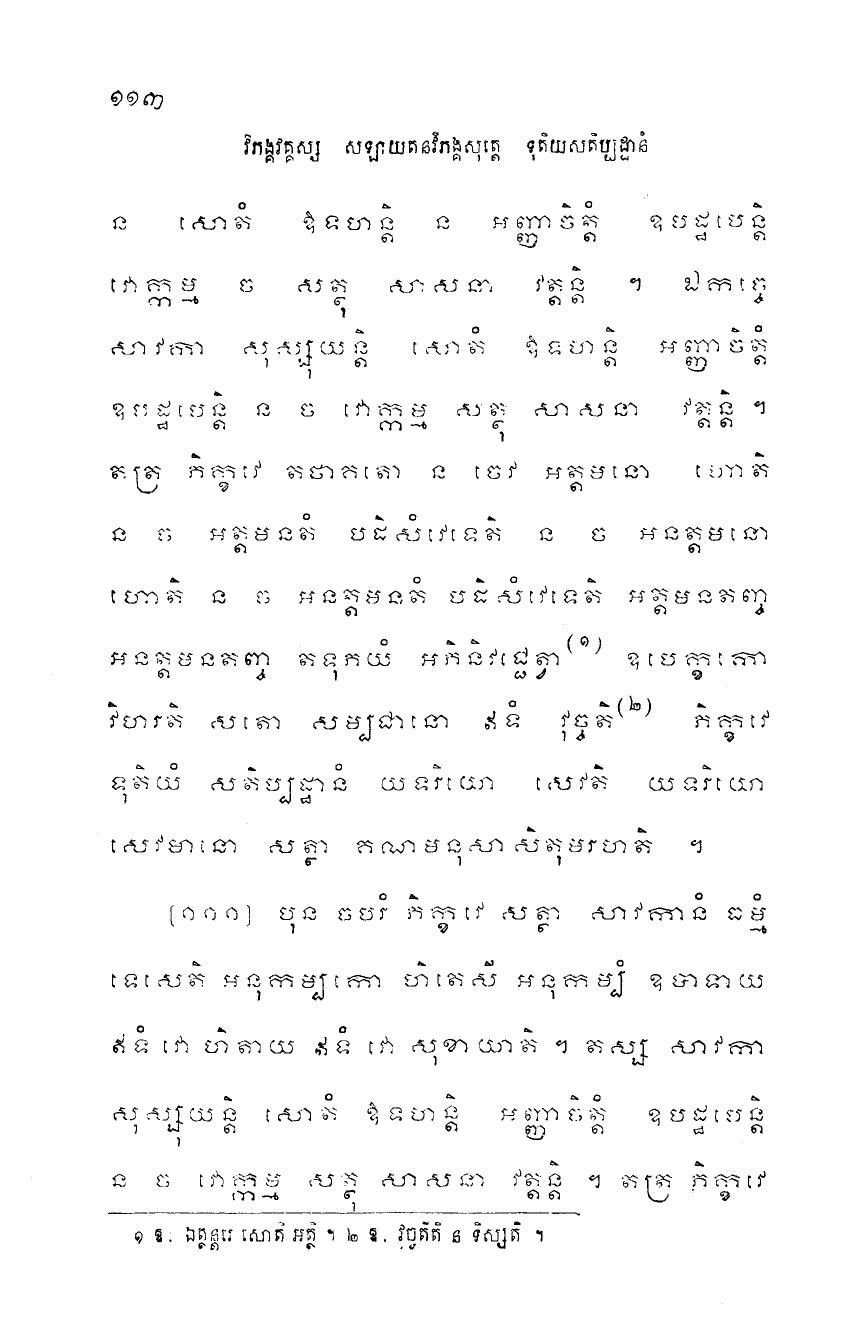 ១១៣
វិភង្គវគ្គស្ស សឡាយតនវិភង្គសុត្តេ ទុតិយសតិប្បដ្ឋានំ
ន សោតំ ឱទហន្តិ ន អញ្ញាចិត្តំ ឧបដ្ឋបេន្តិ
វោក្កម្ម ច សត្ថុ សាសនា វត្តន្តិ ។ ឯកច្ចេ
សាវកា សុស្សុយន្តិ សោតំ ឱទហន្តិ អញ្ញាចិត្តំ
ឧបដ្ឋបេន្តិ ន ច វោក្កម្ម សត្ថុ សាសនា វត្តន្តិ ។
តត្រ ភិក្ខវេ តថាគតោ ន ចេវ អត្តមនោ ហោតិ
ន ច អត្តមនតំ បដិសំវេទេតិ ន ច អនត្តមនោ
ហោតិ ន ច អនត្តមនតំ បដិសំវេទេតិ អត្តមនតញ្ច
អនត្តមនតញ្ច តទុភយំ អភិនិវជ្ជេត្វា(១) ឧបេក្ខកោ
វិហរតិ សតោ សម្បជានោ ឥទំ វុច្ចតិ(២) ភិក្ខវេ
ទុតិយំ សតិប្បដ្ឋានំ យទរិយោ សេវតិ យទរិយោ
សេវមានោ សត្ថា គណមនុសាសិតុមរហតិ ។
[១០០] បុន ចបរំ ភិក្ខវេ សត្ថា សាវកានំ ធម្មំ
ទេសេតិ អនុកម្បកោ ហិតេសី អនុកម្បំ ឧបាទាយ
ឥទំ វោ ហិតាយ ឥទំ វោ សុខាយាតិ ។ តស្ស សាវកា
សុស្សុយន្តិ សោតំ ឱទហន្តិ អញ្ញាចិត្តំ ឧបដ្ឋបេន្តិ
ន ច វោក្កម្ម សត្ថុ សាសនា វត្តន្តិ ។ តត្រ ភិក្ខវេ
១ ឱ. ឯត្ថន្តរេ សោតិ អត្ថិ ។ ២ ឱ. វុច្ចតីតិ ន ទិស្សតិ ។